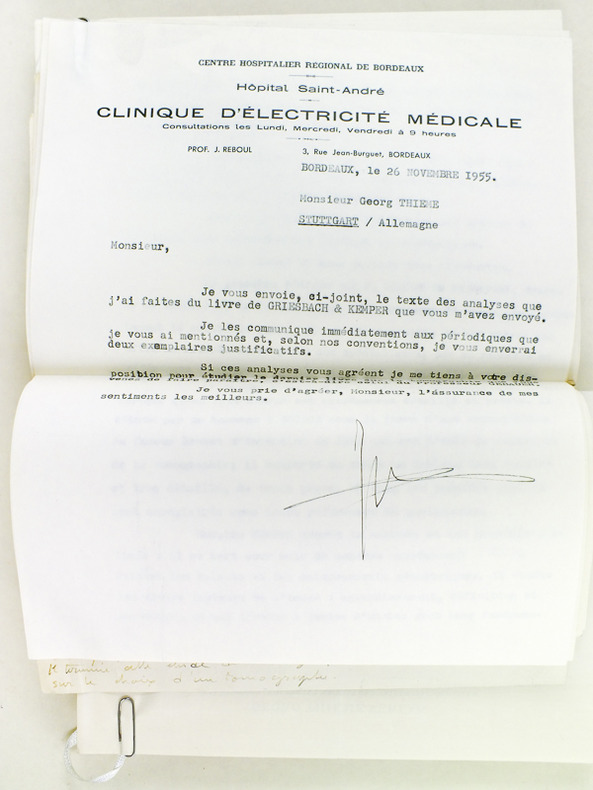 CENTRE HOSPITALIER RÉGIONAL DE BORDEAUX
Hôpital Saint-André
CLINIQUE D'ÉLECTRICITÉ MÉDICALE
Consultations les Lundi, Mercredi, Vendredi à 9 heures
PROF. J. REBOUL
3, Rue Jean-Burguet, BORDEAUX
BORDEAUX, le 26 NOVEMBRE 1955.
Monsieur Georg THIEME
STUTTGART / Allemagne
Monsieur,
Je vous envoie, ci-joint, le texte des analyses que
j'ai faites du livre de GRIESBACH & KEMPER que vous m'avez envoyé.
Je les communique immédiatement aux périodiques que
je vous ai mentionnés et, selon nos conventions, je vous enverrai
deux exemplaires justificatifs.
Si ces analyses vous agréent je me tiens à votre dis-
position pour étudier le dernier
Je vous prie d'agréer, Monsieur, l'assurance de mes
sentiments les meilleurs.
sur le choix d'un